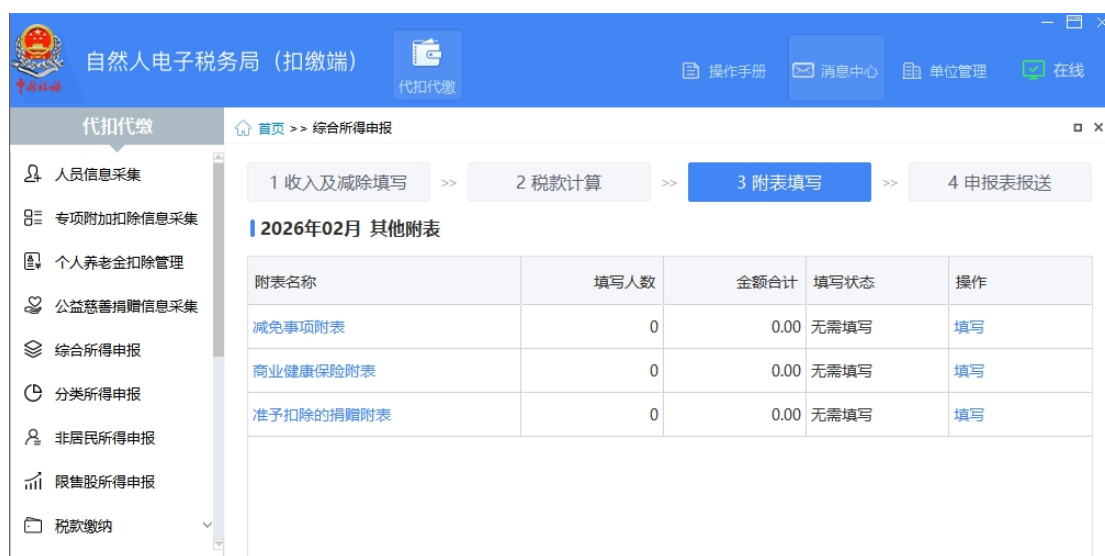 自然人电子税务局（扣缴端）
代扣代缴
操作手册
消息中心
单位管理
在线
中国税务
代扣代缴
首页 >> 综合所得申报
人员信息采集
专项附加扣除信息采集
个人养老金扣除管理
公益慈善捐赠信息采集
综合所得申报
分类所得申报
非居民所得申报
限售股所得申报
税款缴纳
1 收入及减除填写 >> 2 税款计算 >> 3 附表填写 >> 4 申报表报送
2026年02月 其他附表
附表名称 填写人数 金额合计 填写状态 操作
减免事项附表 0 0.00 无需填写 填写
商业健康保险附表 0 0.00 无需填写 填写
准予扣除的捐赠附表 0 0.00 无需填写 填写